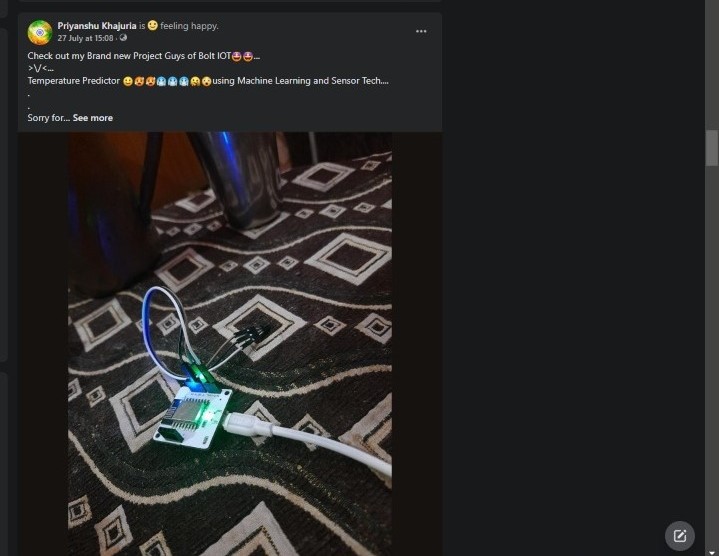 Priyanshu Khajuria is 😀 feeling happy.
27 July at 15:08 ·
Check out my Brand new Project Guys of Bolt IOT🤩🤩...
>\/<...
Temperature Predictor 😀🥵🥵🥶🥶🥶😲😲using Machine Learning and Sensor Tech....
.
.
Sorry for... See more